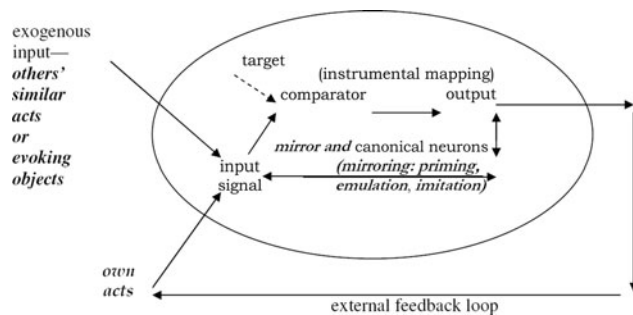 exogenous
input—
others'
similar
acts
or
evoking
objects
target
(instrumental mapping)
comparator
output
mirror and canonical neurons
(mirroring: priming,
emulation, imitation)
input
signal
own
acts
external feedback loop